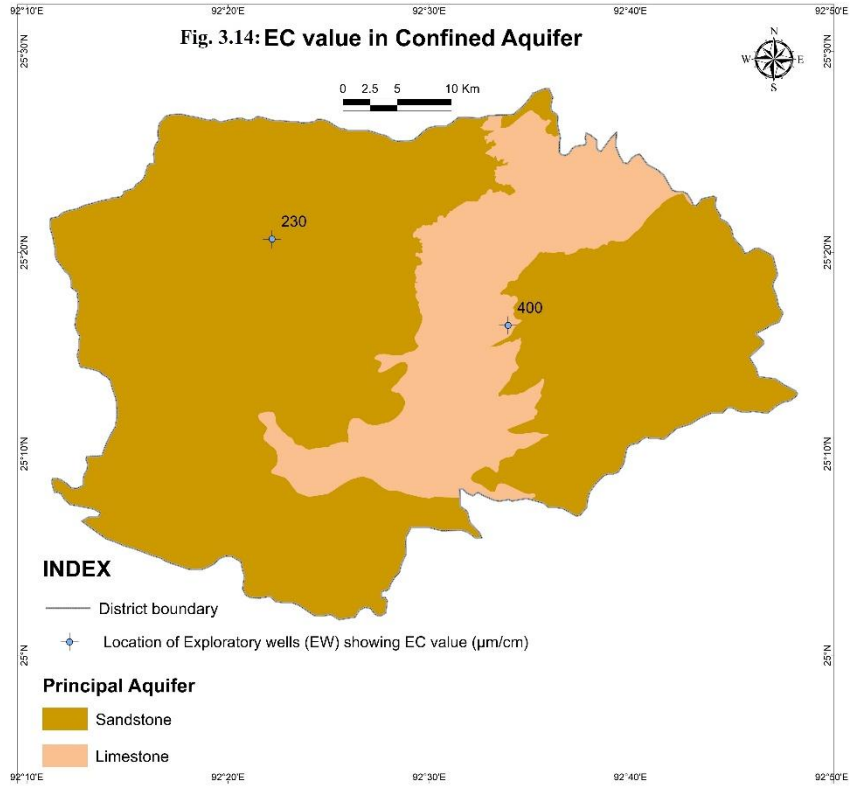 92°10'E 92°20'E 92°30'E 92°40'E 92°50'E
Fig. 3.14: EC value in Confined Aquifer
25°30'N 25°30'N
N
W E
S
0 2.5 5 10 Km
230
25°20'N 25°20'N
400
25°10'N 25°10'N
INDEX
District boundary
Location of Exploratory wells (EW) showing EC value (µm/cm)
25°N 25°N
Principal Aquifer
Sandstone
Limestone
92°10'E 92°20'E 92°30'E 92°40'E 92°50'E